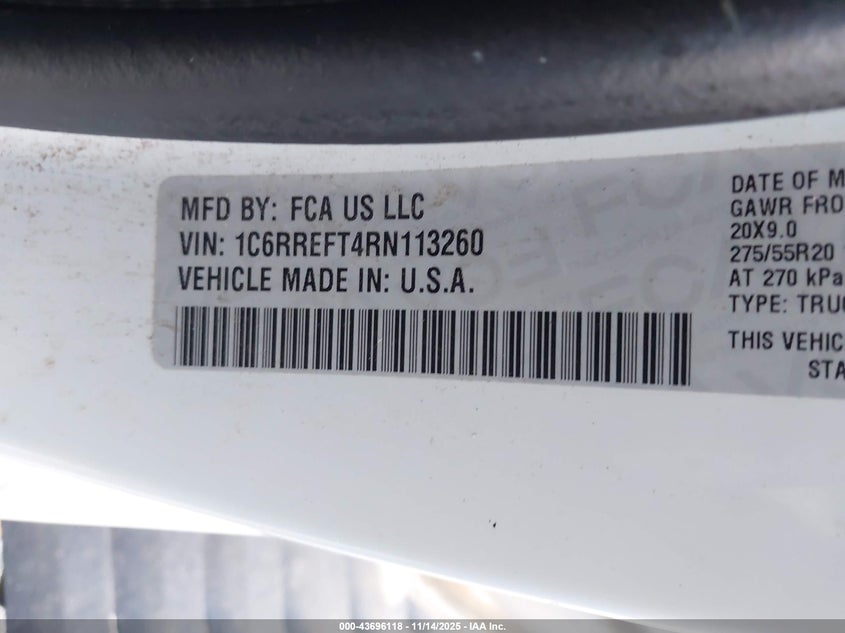 MFD BY: FCA US LLC
VIN: 1C6RREFT4RN113260
VEHICLE MADE IN: U.S.A.
DATE OF M
GAWR FRO
20X9.0
275/55R20
AT 270 kPa
TYPE: TRUC
THIS VEHIC
STA
000-43696118 - 11/14/2025 - IAA Inc.